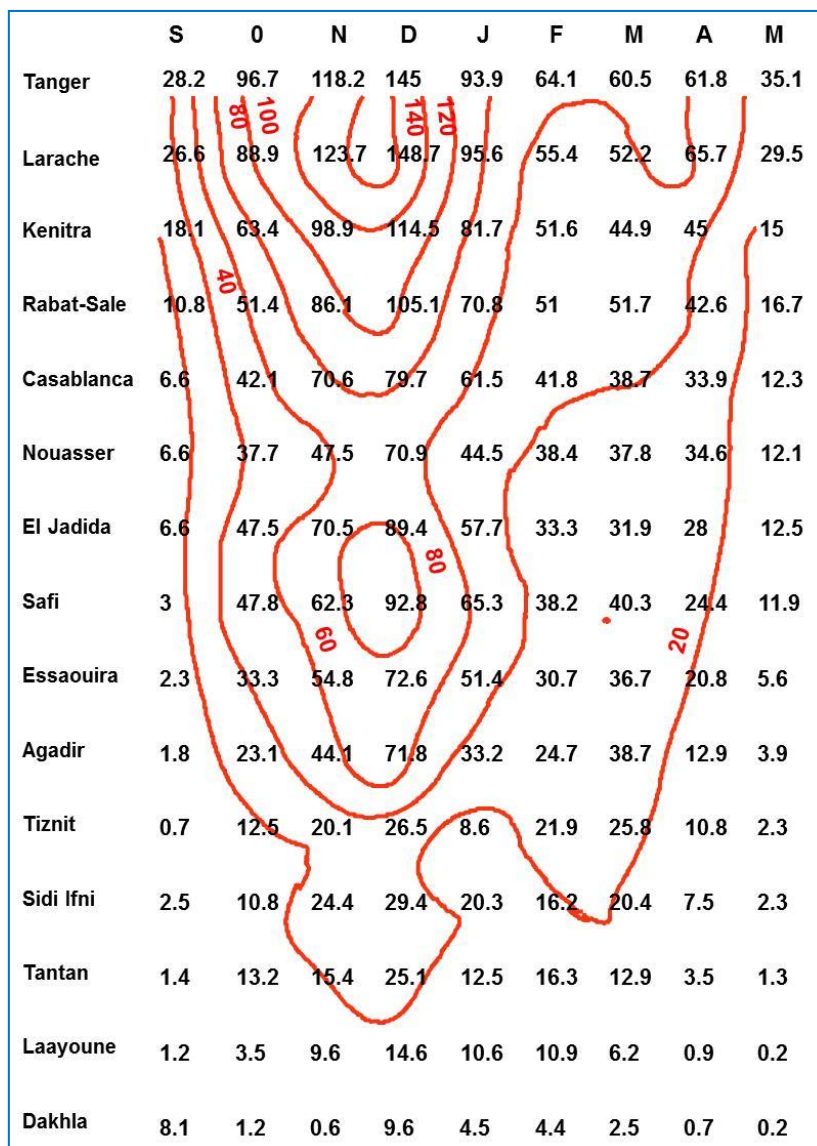 S 0 N D J F M A M
Tanger 28.2 96.7 118.2 145 93.9 64.1 60.5 61.8 35.1
80 100 140 120
Larache 26.6 88.9 123.7 148.7 95.6 55.4 52.2 65.7 29.5
Kenitra 18.1 63.4 98.9 114.5 81.7 51.6 44.9 45 15
40
Rabat-Sale 10.8 51.4 86.1 105.1 70.8 51 51.7 42.6 16.7
Casablanca 6.6 42.1 70.6 79.7 61.5 41.8 38.7 33.9 12.3
Nouasser 6.6 37.7 47.5 70.9 44.5 38.4 37.8 34.6 12.1
El Jadida 6.6 47.5 70.5 89.4 57.7 33.3 31.9 28 12.5
80
Safi 3 47.8 62.3 92.8 65.3 38.2 40.3 24.4 11.9
60 20
Essaouira 2.3 33.3 54.8 72.6 51.4 30.7 36.7 20.8 5.6
Agadir 1.8 23.1 44.1 71.8 33.2 24.7 38.7 12.9 3.9
Tiznit 0.7 12.5 20.1 26.5 8.6 21.9 25.8 10.8 2.3
Sidi Ifni 2.5 10.8 24.4 29.4 20.3 16.2 20.4 7.5 2.3
Tantan 1.4 13.2 15.4 25.1 12.5 16.3 12.9 3.5 1.3
Laayoune 1.2 3.5 9.6 14.6 10.6 10.9 6.2 0.9 0.2
Dakhla 8.1 1.2 0.6 9.6 4.5 4.4 2.5 0.7 0.2